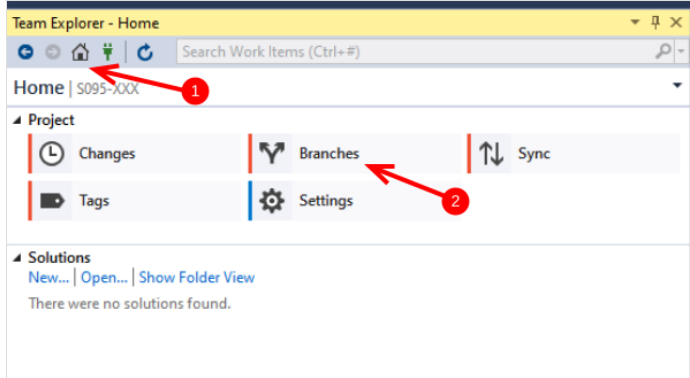 Team Explorer - Home
Search Work Items (Ctrl+#)
Home | S095-XXX
1
Project
Changes
Branches
Sync
Tags
Settings
2
Solutions
New... | Open... | Show Folder View
There were no solutions found.